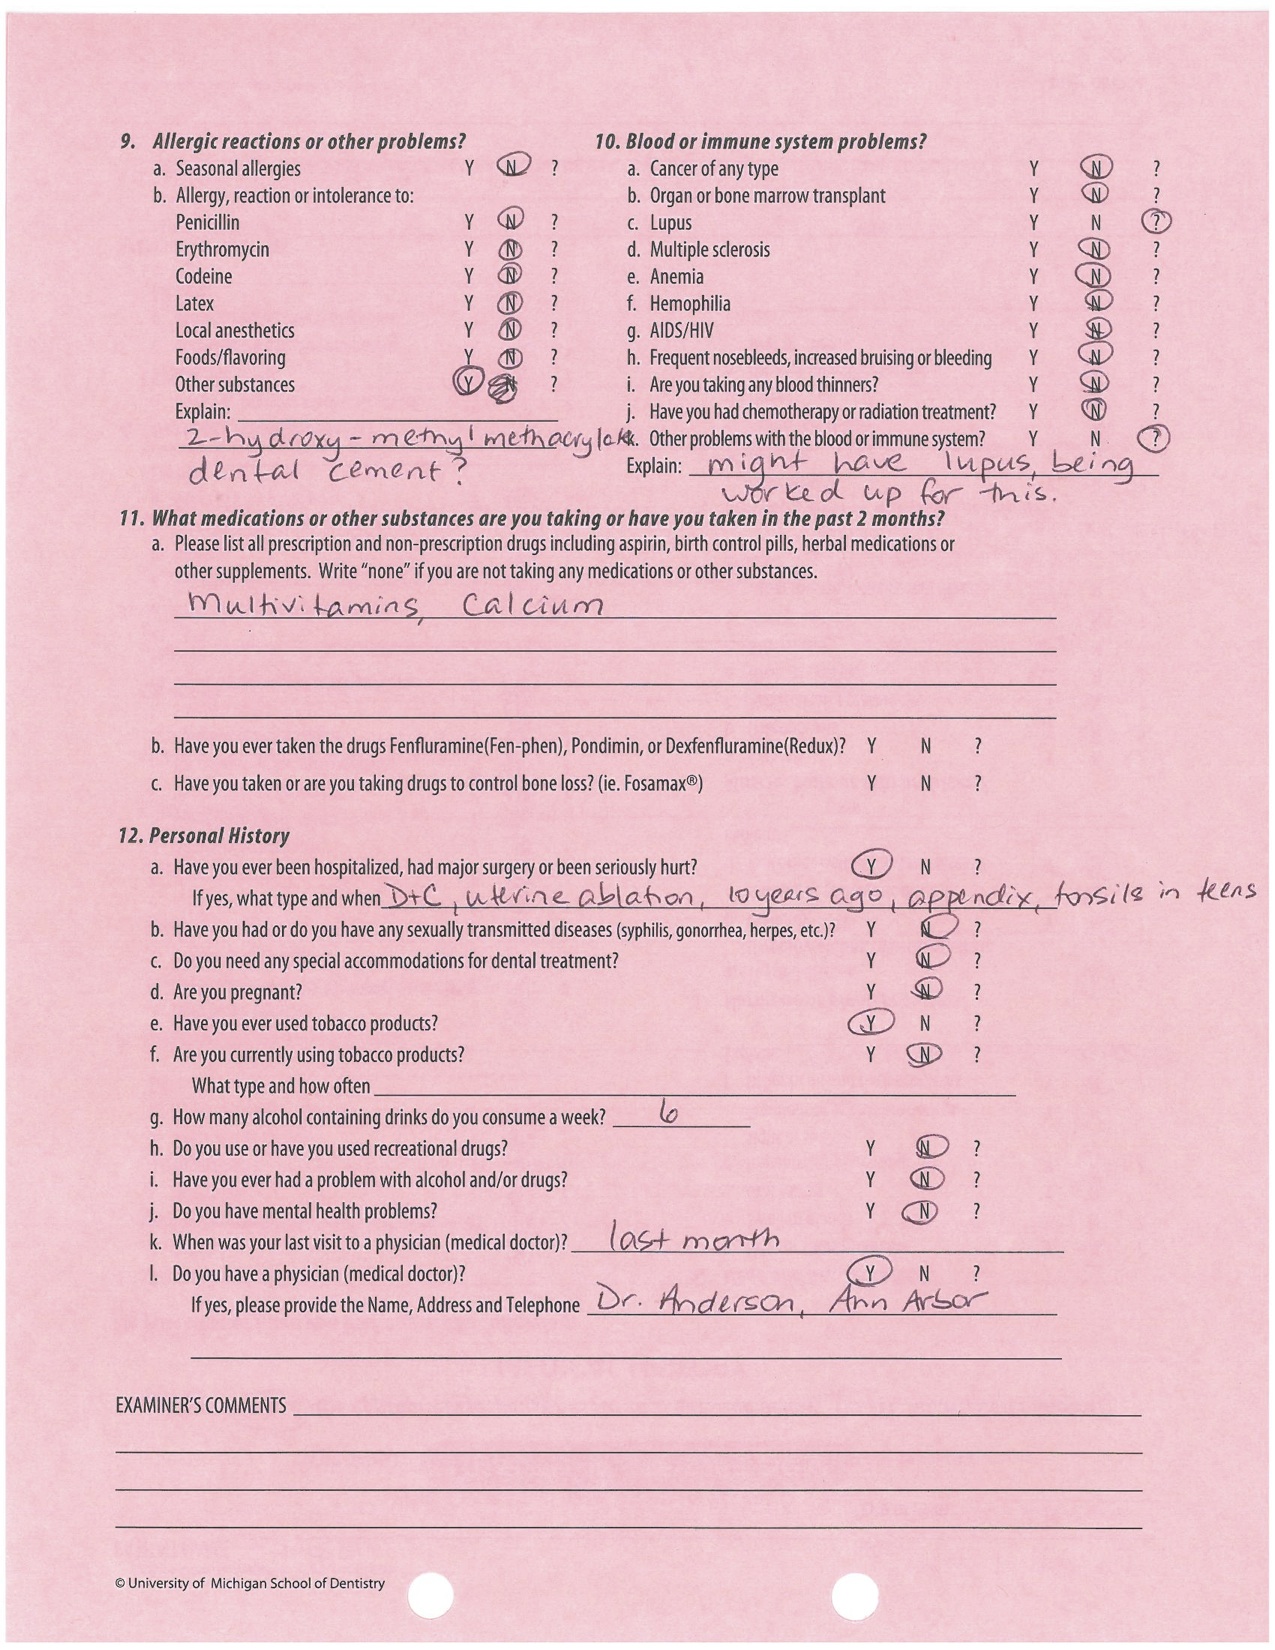 9. Allergic reactions or other problems?
a. Seasonal allergies Y N ?
b. Allergy, reaction or intolerance to:
Penicillin Y N ?
Erythromycin Y N ?
Codeine Y N ?
Latex Y N ?
Local anesthetics Y N ?
Foods/flavoring Y N ?
Other substances Y N ?
Explain:
2-hydroxy-methyl methacrylate
dental cement?
10. Blood or immune system problems?
a. Cancer of any type Y N ?
b. Organ or bone marrow transplant Y N ?
c. Lupus Y N ?
d. Multiple sclerosis Y N ?
e. Anemia Y N ?
f. Hemophilia Y N ?
g. AIDS/HIV Y N ?
h. Frequent nosebleeds, increased bruising or bleeding Y N ?
i. Are you taking any blood thinners? Y N ?
j. Have you had chemotherapy or radiation treatment? Y N ?
k. Other problems with the blood or immune system? Y N ?
Explain: might have lupus, being
worked up for this.
11. What medications or other substances are you taking or have you taken in the past 2 months?
a. Please list all prescription and non-prescription drugs including aspirin, birth control pills, herbal medications or
other supplements. Write "none" if you are not taking any medications or other substances.
Multivitamins, Calcium
b. Have you ever taken the drugs Fenfluramine(Fen-phen), Pondimin, or Dexfenfluramine(Redux)? Y N ?
c. Have you taken or are you taking drugs to control bone loss? (ie. Fosamax®) Y N ?
12. Personal History
a. Have you ever been hospitalized, had major surgery or been seriously hurt? Y N ?
If yes, what type and when D+C, uterine ablation, 10 years ago, appendix, tonsils in teens
b. Have you had or do you have any sexually transmitted diseases (syphilis, gonorrhea, herpes, etc.)? Y N ?
c. Do you need any special accommodations for dental treatment? Y N ?
d. Are you pregnant? Y N ?
e. Have you ever used tobacco products? Y N ?
f. Are you currently using tobacco products? Y N ?
What type and how often
g. How many alcohol containing drinks do you consume a week? 6
h. Do you use or have you used recreational drugs? Y N ?
i. Have you ever had a problem with alcohol and/or drugs? Y N ?
j. Do you have mental health problems? Y N ?
k. When was your last visit to a physician (medical doctor)? last month
l. Do you have a physician (medical doctor)? Y N ?
If yes, please provide the Name, Address and Telephone Dr. Anderson, Ann Arbor
EXAMINER'S COMMENTS
© University of Michigan School of Dentistry